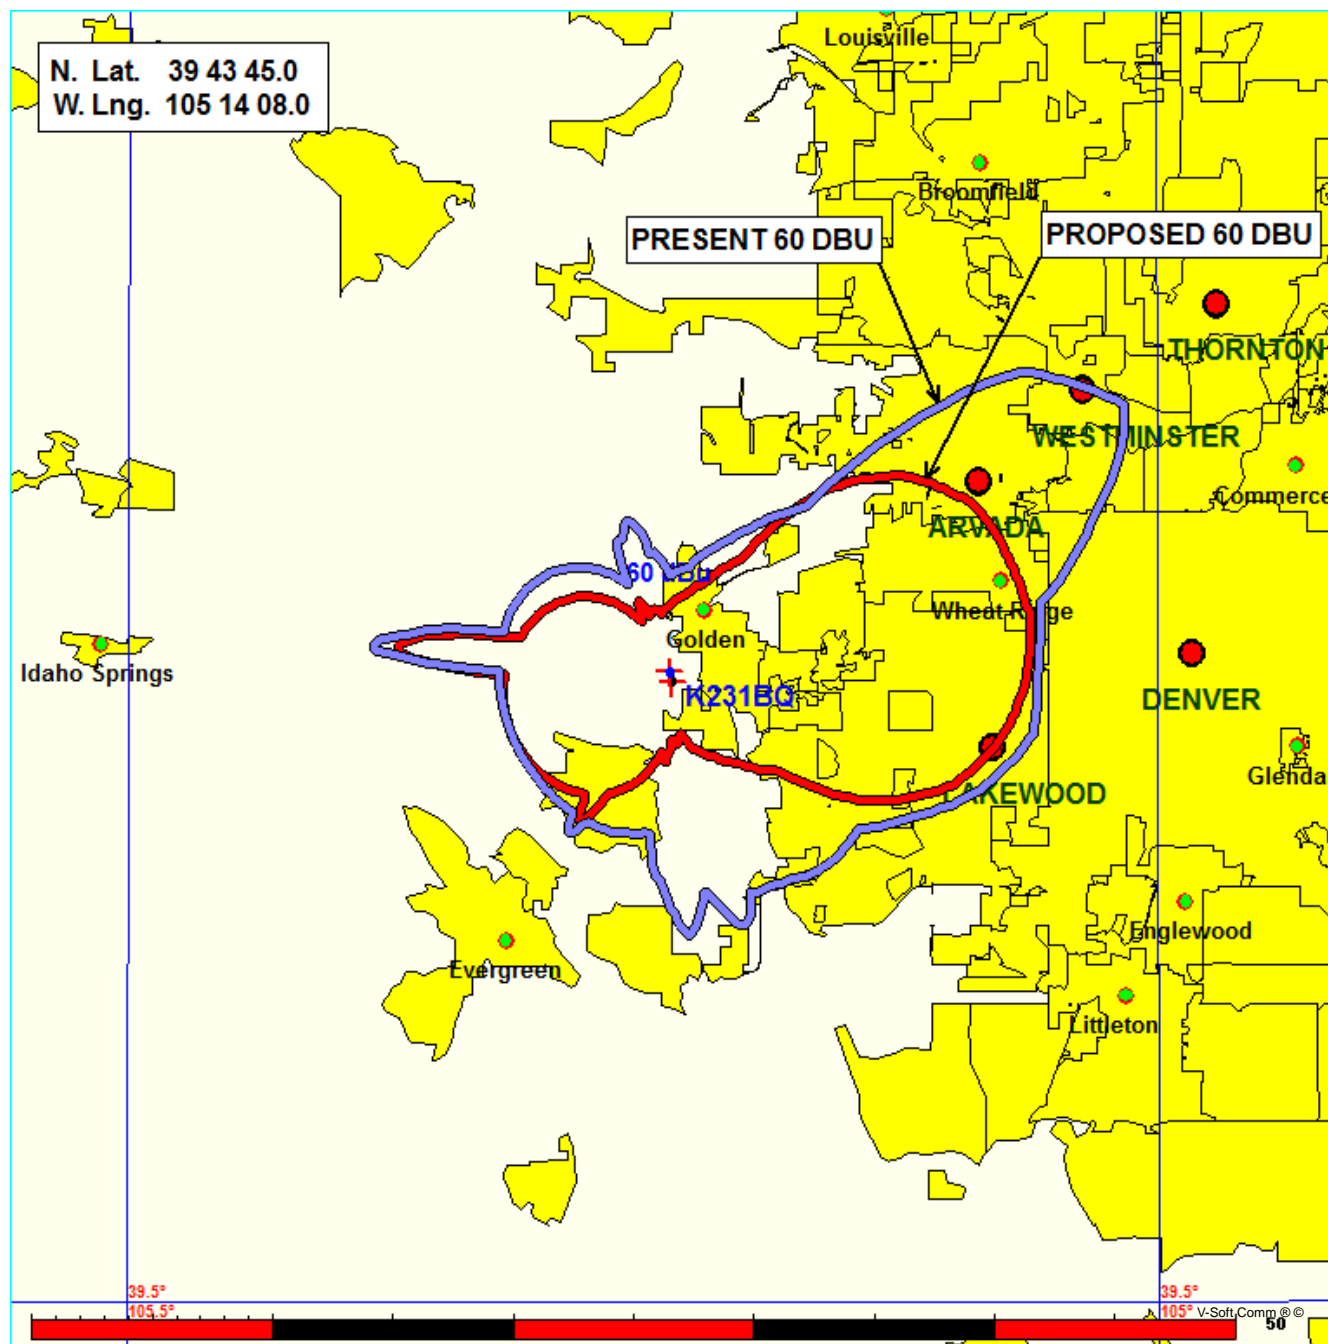 Louisville
N. Lat. 39 43 45.0
W. Lng. 105 14 08.0
Broomfield
PRESENT 60 DBU
PROPOSED 60 DBU
THORNTON
WESTMINSTER
Commerce
ARVADA
60 dBu
Wheat Ridge
Golden
Idaho Springs
K231BQ
DENVER
Glenda
LAKEWOOD
Englewood
Evergreen
Littleton
39.5°
105.5°
39.5°
105°
V-Soft Comm ® ©
50